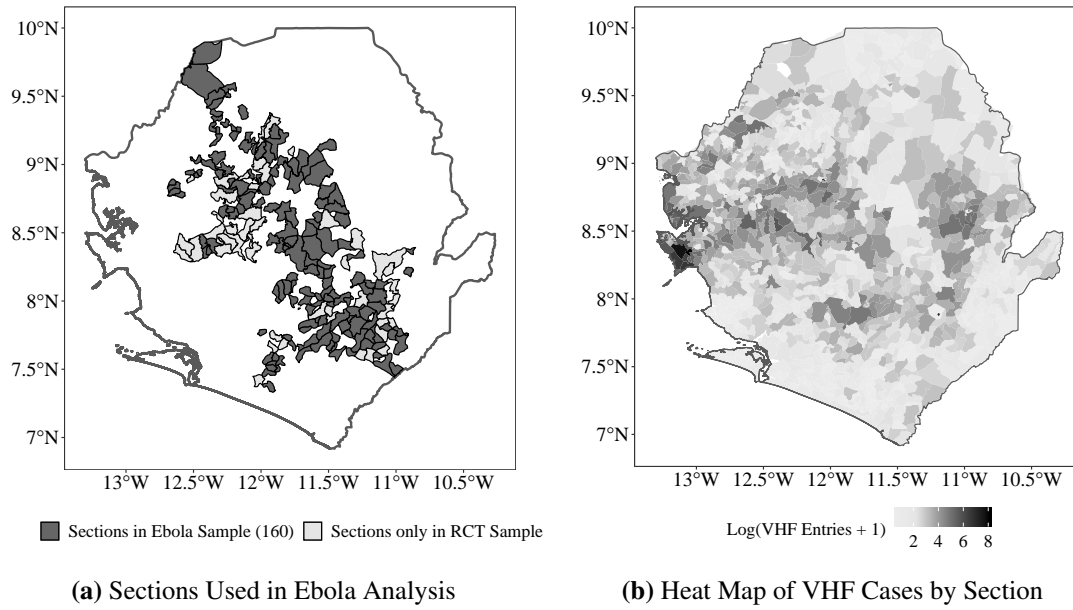 10°N
9.5°N
9°N
8.5°N
8°N
7.5°N
7°N
13°W 12.5°W 12°W 11.5°W 11°W 10.5°W
Sections in Ebola Sample (160) Sections only in RCT Sample
(a) Sections Used in Ebola Analysis
10°N
9.5°N
9°N
8.5°N
8°N
7.5°N
7°N
13°W 12.5°W 12°W 11.5°W 11°W 10.5°W
Log(VHF Entries + 1)
2 4 6 8
(b) Heat Map of VHF Cases by Section